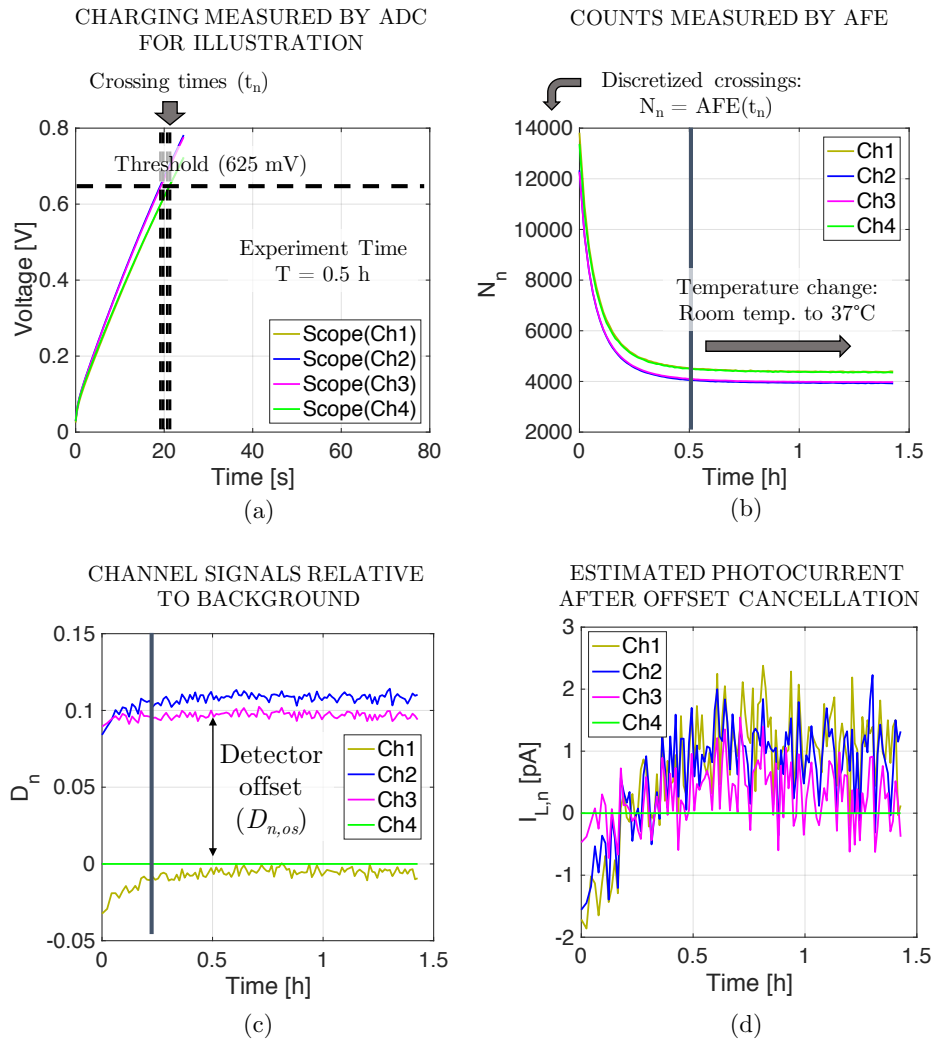 CHARGING MEASURED BY ADC
FOR ILLUSTRATION
Crossing times (tn)
Threshold (625 mV)
Experiment Time
T = 0.5 h
Scope(Ch1)
Scope(Ch2)
Scope(Ch3)
Scope(Ch4)
Voltage [V]
0.8
0.6
0.4
0.2
0
0
20
40
60
80
Time [s]
(a)
COUNTS MEASURED BY AFE
Discretized crossings:
Nn = AFE(tn)
14000
12000
10000
8000
6000
4000
2000
Nn
Ch1
Ch2
Ch3
Ch4
Temperature change:
Room temp. to 37°C
0
0.5
1
1.5
Time [h]
(b)
CHANNEL SIGNALS RELATIVE
TO BACKGROUND
0.15
0.1
0.05
0
-0.05
Dn
Detector
offset
(Dn,os)
Ch1
Ch2
Ch3
Ch4
0
0.5
1
1.5
Time [h]
(c)
ESTIMATED PHOTOCURRENT
AFTER OFFSET CANCELLATION
3
2
1
0
-1
-2
IL,n [pA]
Ch1
Ch2
Ch3
Ch4
0
0.5
1
1.5
Time [h]
(d)